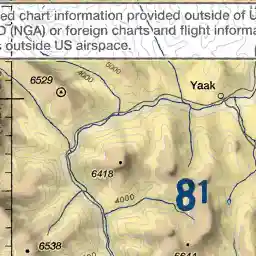 ed chart information provided outside of U
D (NGA) or foreign charts and flight informa
s outside US airspace.
6529
4000
5000
Yaak
6418
4000
81
6538
6644